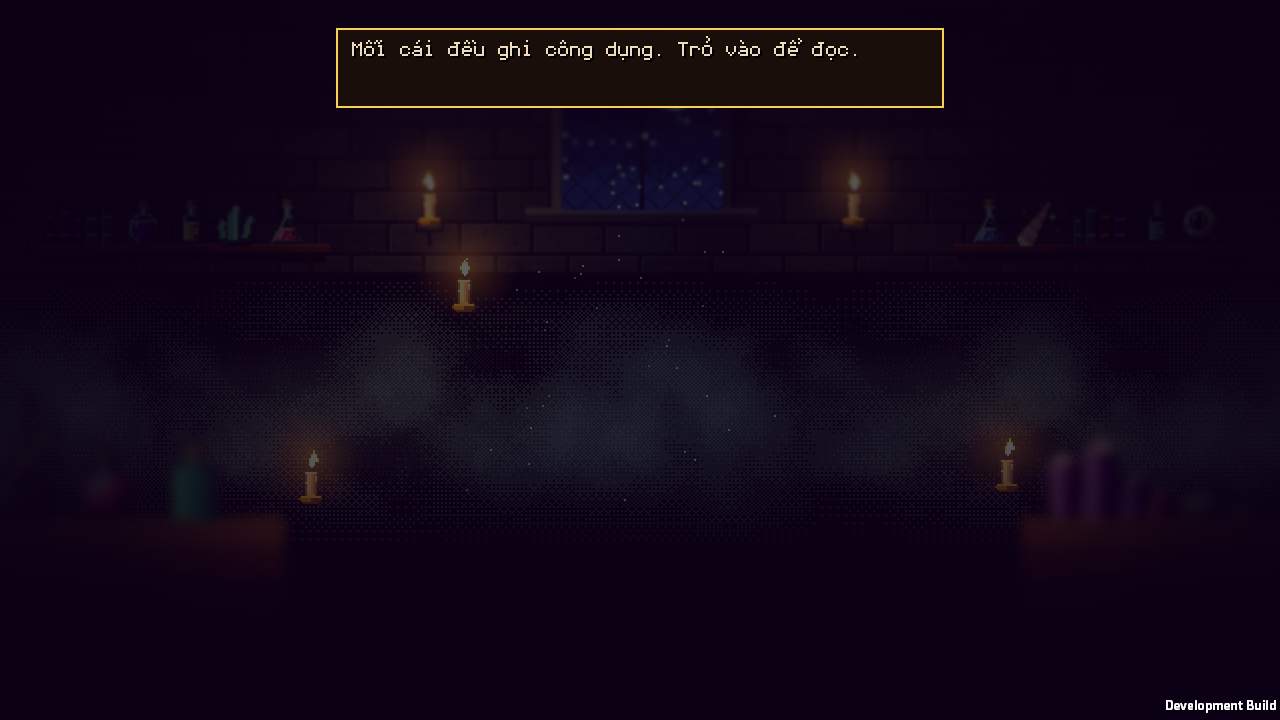 Mỗi cái đều ghi công dụng. Trỏ vào để đọc.
Development Build